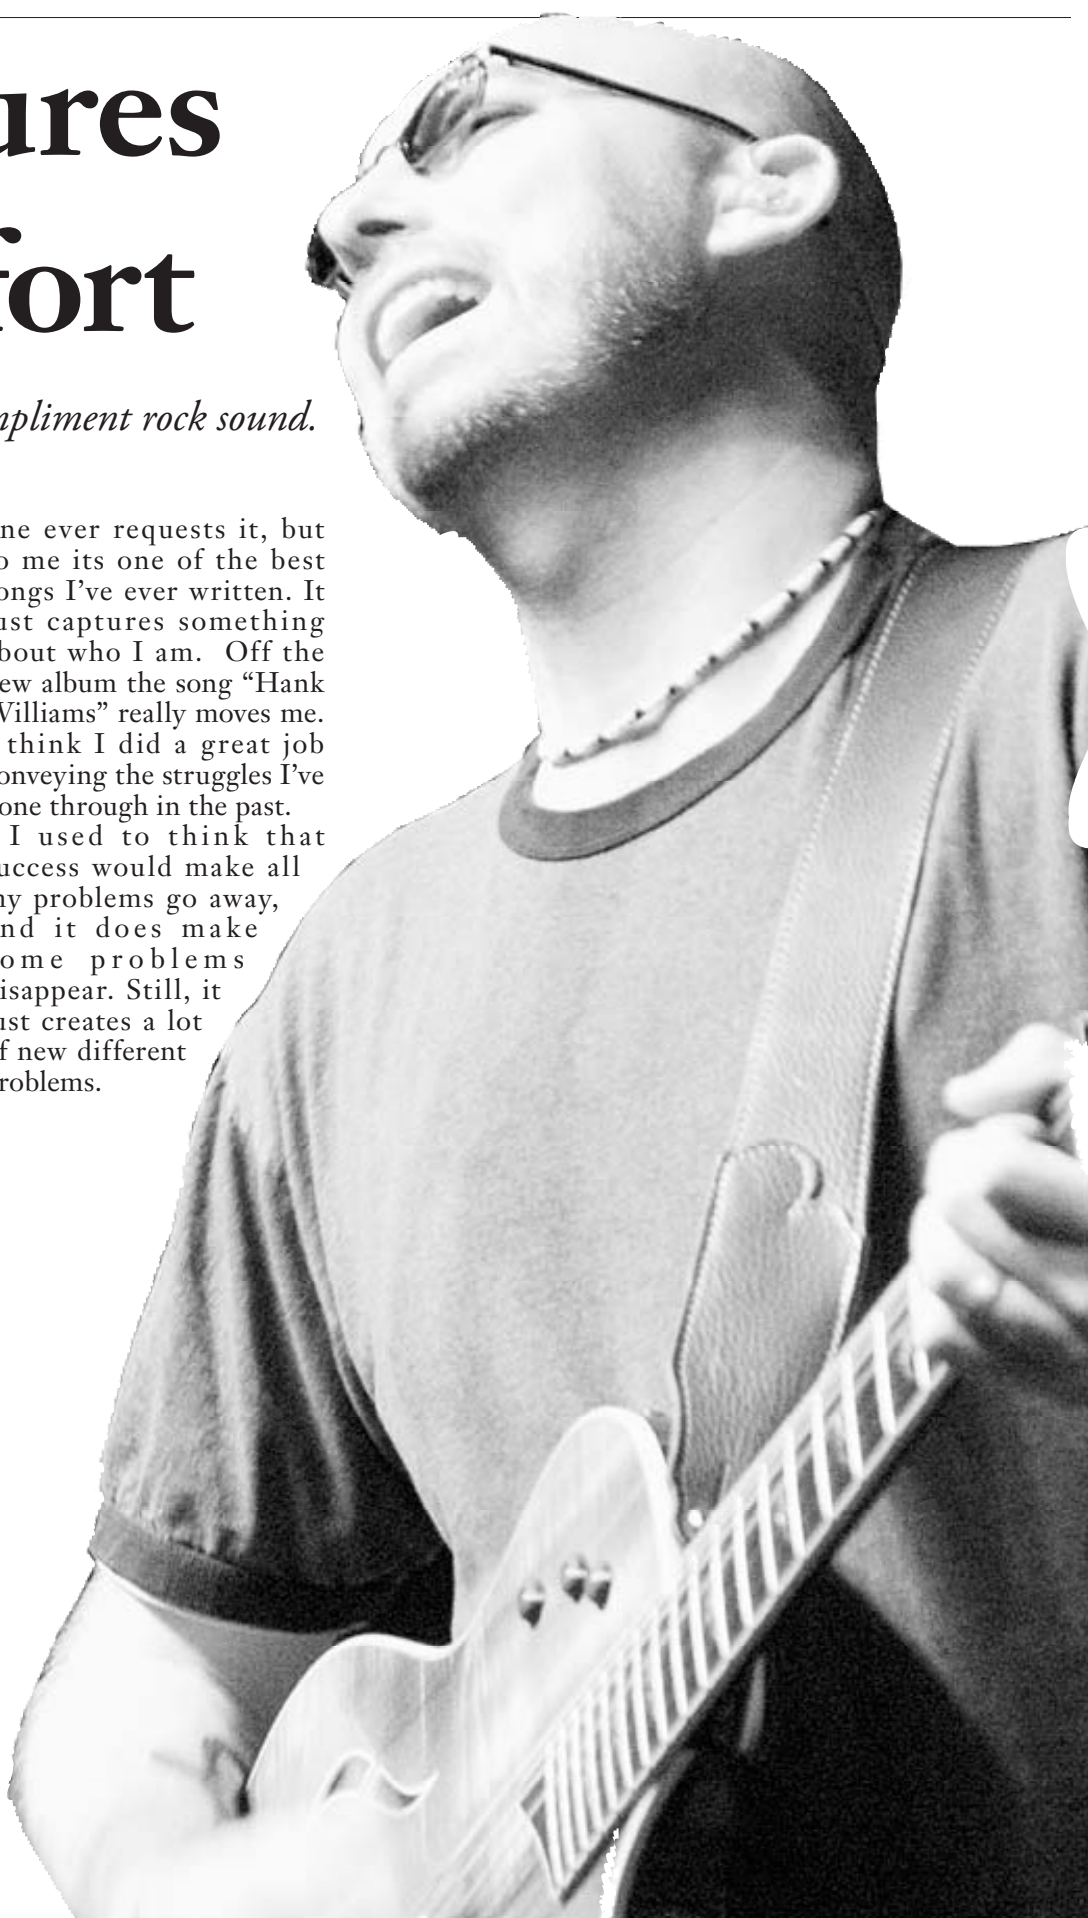 ures
fort
mpliment rock sound.
ne ever requests it, but
o me its one of the best
ongs I’ve ever written. It
ust captures something
bout who I am.  Off the
ew album the song “Hank
Williams” really moves me.
think I did a great job
onveying the struggles I’ve
one through in the past.
I used to think that
uccess would make all
my problems go away,
nd it does make
ome problems
isappear. Still, it
ust creates a lot
f new different
roblems.